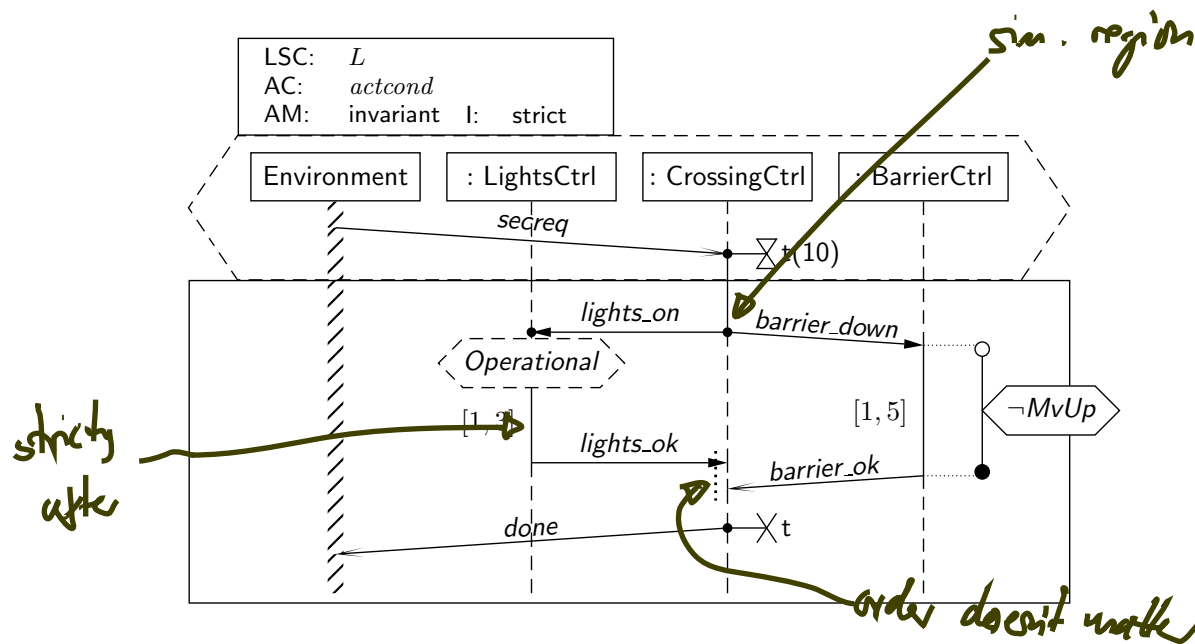 sim. region
LSC: L
AC: actcond
AM: invariant I: strict
Environment : LightsCtrl : CrossingCtrl : BarrierCtrl
secreq
t(10)
lights_on barrier_down
Operational
¬MvUp
[1, 3] [1, 5]
strictly
after
lights_ok
barrier_ok
done t
order doesn't matter